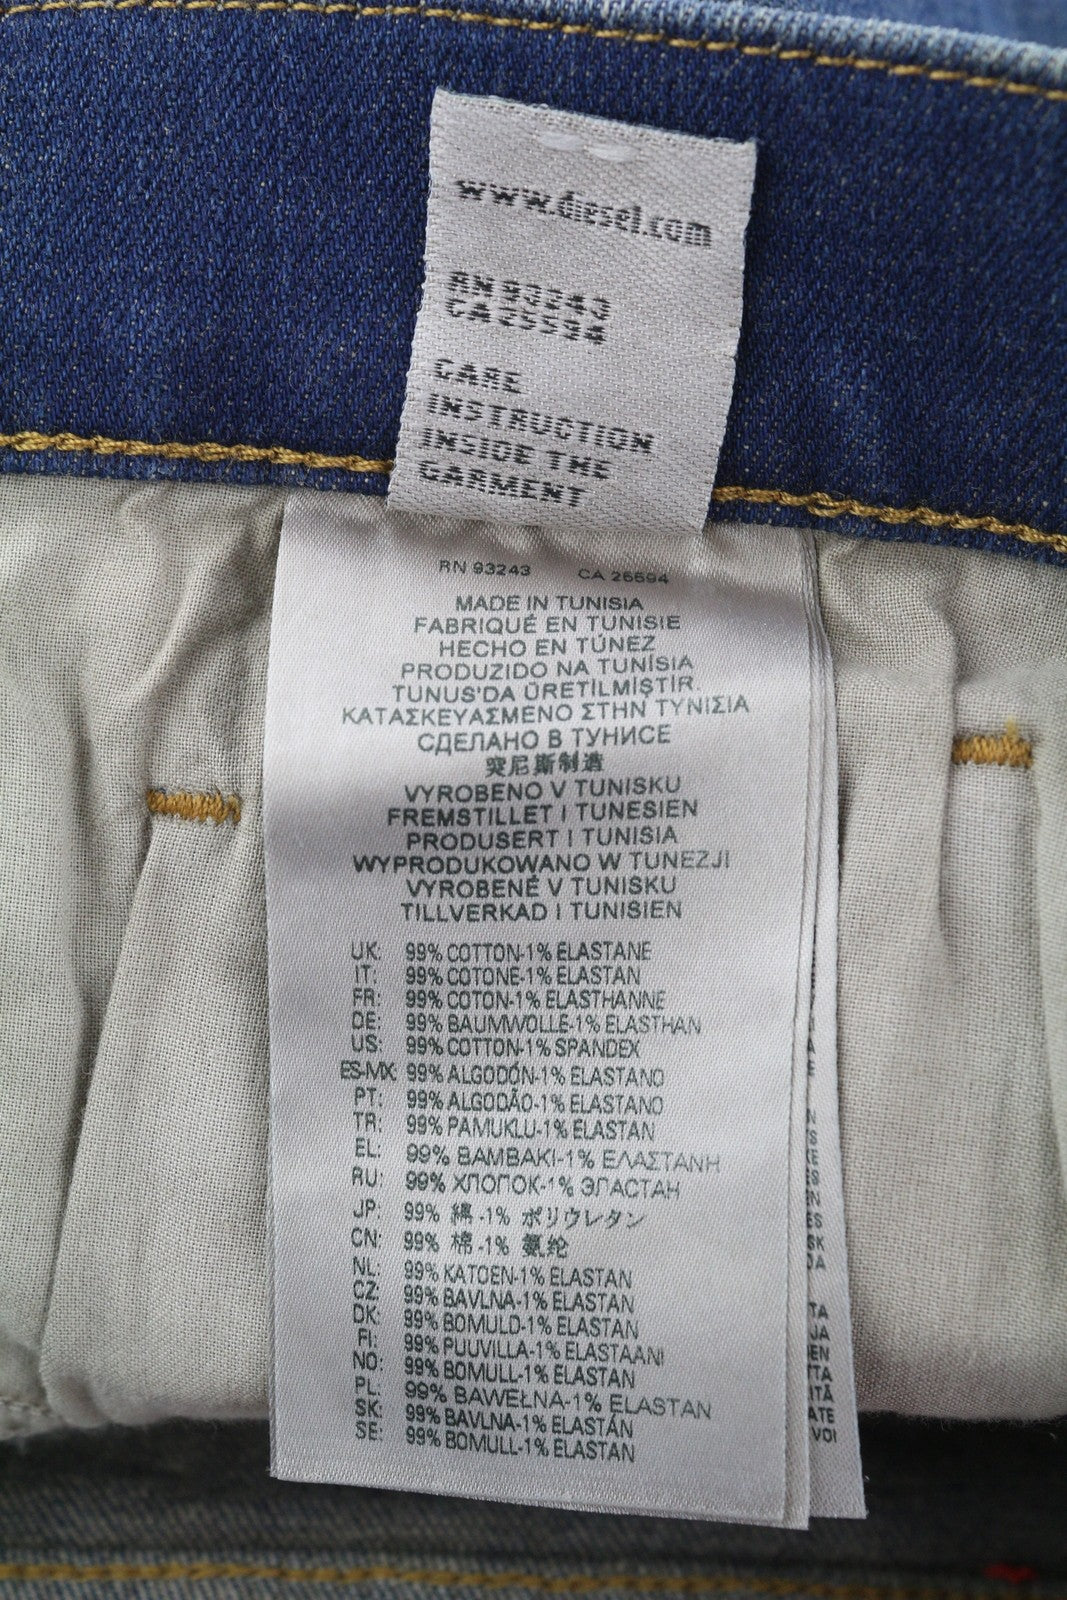 www.diesel.com
RN 93243
CA 25594
CARE
INSTRUCTION
INSIDE THE
GARMENT
RN 93243 CA 25594
MADE IN TUNISIA
FABRIQUÉ EN TUNISIE
HECHO EN TÚNEZ
PRODUZIDO NA TUNÍSIA
TUNUS'DA ÜRETİLMİŞTİR.
ΚΑΤΑΣΚΕΥΑΣΜΕΝΟ ΣΤΗΝ ΤΥΝΙΣΙΑ
СДЕЛАНО В ТУНИСЕ
突尼斯制造
VYROBENO V TUNISKU
FREMSTILLET I TUNESIEN
PRODUSERT I TUNISIA
WYPRODUKOWANO W TUNEZJI
VYROBENÉ V TUNISKU
TILLVERKAD I TUNISIEN
UK: 99% COTTON-1% ELASTANE
IT: 99% COTONE-1% ELASTAN
FR: 99% COTON-1% ELASTHANNE
DE: 99% BAUMWOLLE-1% ELASTHAN
US: 99% COTTON-1% SPANDEX
ES-MX: 99% ALGODÓN-1% ELASTANO
PT: 99% ALGODÃO-1% ELASTANO
TR: 99% PAMUKLU-1% ELASTAN
EL: 99% ΒΑΜΒΑΚΙ-1% ΕΛΑΣΤΑΝΗ
RU: 99% ХЛОПОК-1% ЭЛАСТАН
JP: 99% 綿 -1% ポリウレタン
CN: 99% 棉 -1% 氨纶
NL: 99% KATOEN-1% ELASTAN
CZ: 99% BAVLNA-1% ELASTAN
DK: 99% BOMULD-1% ELASTAN
FI: 99% PUUVILLA-1% ELASTAANI
NO: 99% BOMULL-1% ELASTAN
PL: 99% BAWEŁNA-1% ELASTAN
SK: 99% BAVLNA-1% ELASTÁN
SE: 99% BOMULL-1% ELASTAN